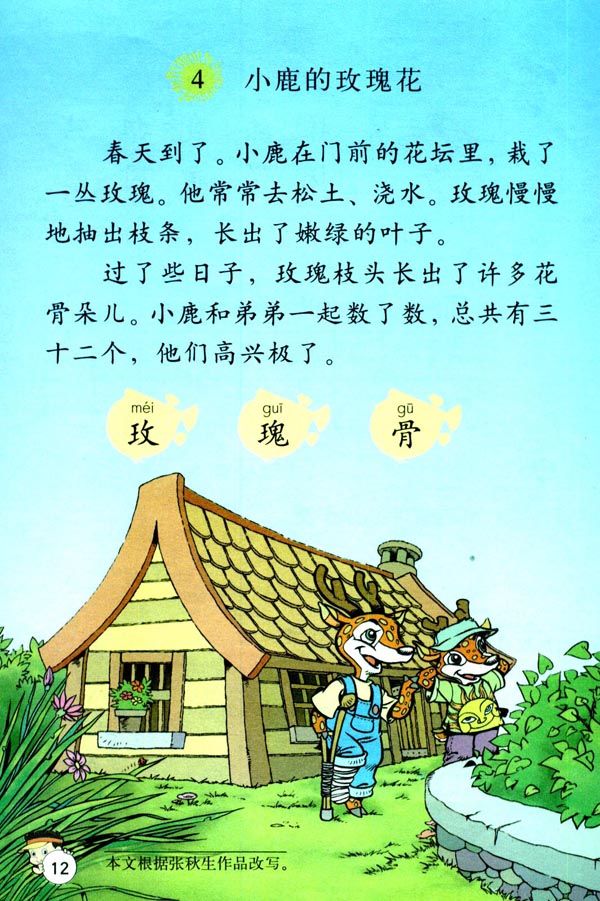 4 小鹿的玫瑰花
春天到了。小鹿在门前的花坛里，栽了
一丛玫瑰。他常常去松土、浇水。玫瑰慢慢
地抽出枝条，长出了嫩绿的叶子。
过了些日子，玫瑰枝头长出了许多花
骨朵儿。小鹿和弟弟一起数了数，总共有三
十二个，他们高兴极了。
méi guī gū
玫 瑰 骨
本文根据张秋生作品改写。
12